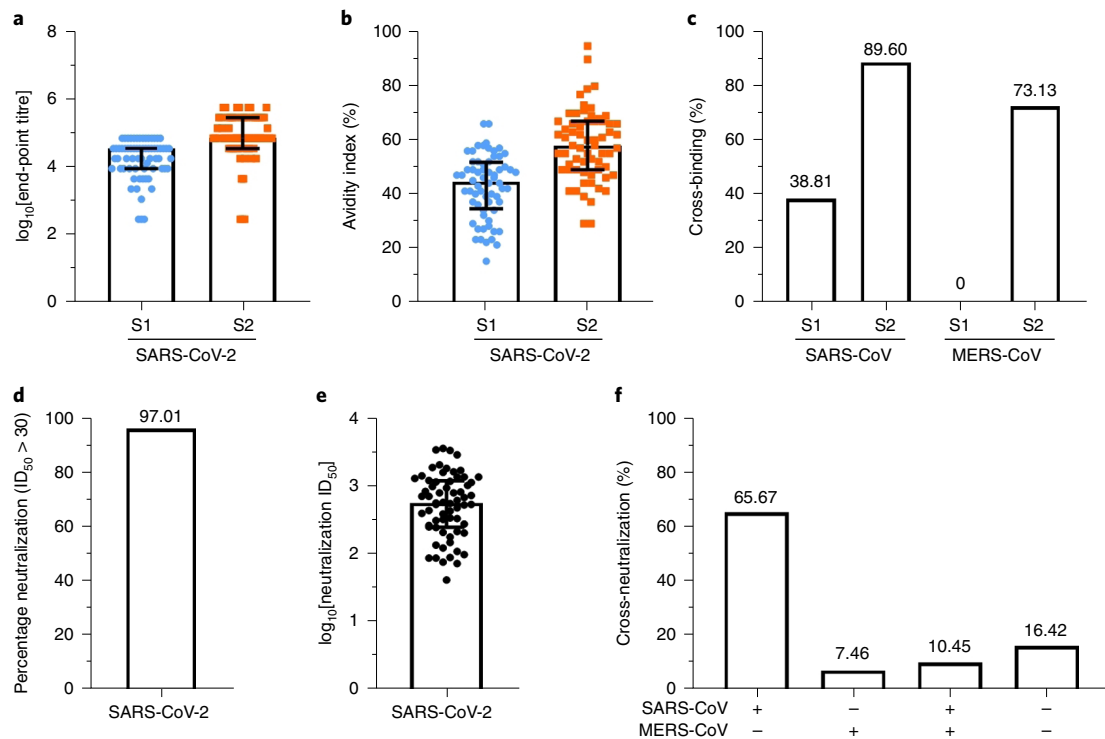 a
log10[end-point titre]
8
6
4
2
0
S1 S2
SARS-CoV-2
b
Avidity index (%)
100
80
60
40
20
0
S1 S2
SARS-CoV-2
c
Cross-binding (%)
100
80
60
40
20
0
38.81
89.60
0
73.13
S1 S2 S1 S2
SARS-CoV MERS-CoV
d
Percentage neutralization (ID50 > 30)
100
80
60
40
20
0
97.01
SARS-CoV-2
e
log10[neutralization ID50]
4
3
2
1
0
SARS-CoV-2
f
Cross-neutralization (%)
100
80
60
40
20
0
65.67
7.46
10.45
16.42
SARS-CoV + – + –
MERS-CoV – + + –